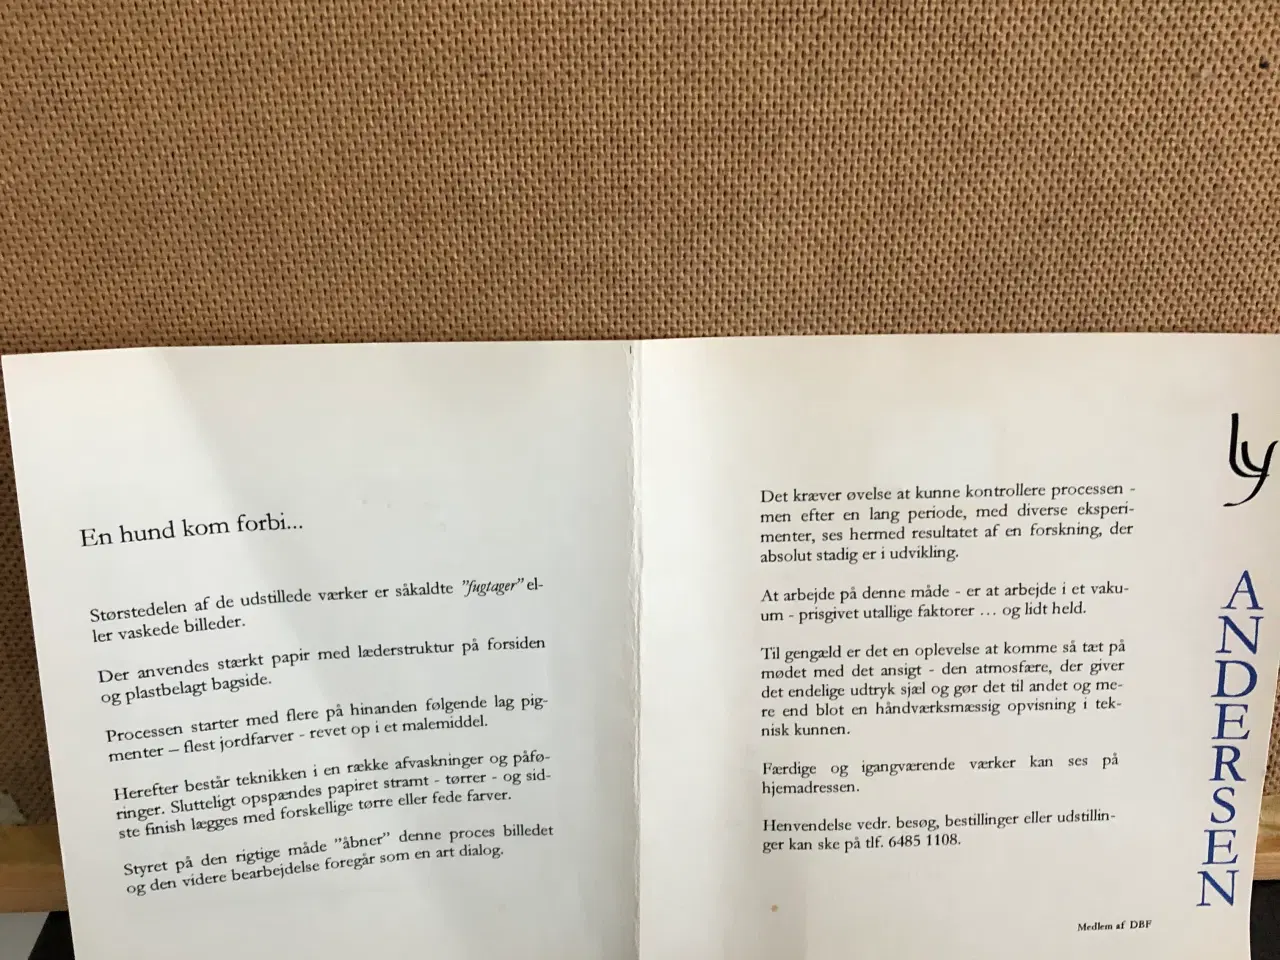 En hund kom forbi...
Størstedelen af de udstillede værker er såkaldte "fugtager" el-
ler vaskede billeder.
Der anvendes stærkt papir med læderstruktur på forsiden
og plastbelagt bagside.
Processen starter med flere på hinanden følgende lag pig-
menter – flest jordfarver - revet op i et malemiddel.
Herefter består teknikken i en række afvaskninger og påfø-
ringer. Slutteligt opspændes papiret stramt - tørrer - og sid-
ste finish lægges med forskellige tørre eller fede farver.
Styret på den rigtige måde "åbner" denne proces billedet
og den videre bearbejdelse foregår som en art dialog.
Det kræver øvelse at kunne kontrollere processen -
men efter en lang periode, med diverse eksperi-
menter, ses hermed resultatet af en forskning, der
absolut stadig er i udvikling.
At arbejde på denne måde - er at arbejde i et vaku-
um - prisgivet utallige faktorer … og lidt held.
Til gengæld er det en oplevelse at komme så tæt på
mødet med det ansigt - den atmosfære, der giver
det endelige udtryk sjæl og gør det til andet og me-
re end blot en håndværksmæssig opvisning i tek-
nisk kunnen.
Færdige og igangværende værker kan ses på
hjemadressen.
Henvendelse vedr. besøg, bestillinger eller udstillin-
ger kan ske på tlf. 6485 1108.
Medlem af DBF
ly
ANDERSEN